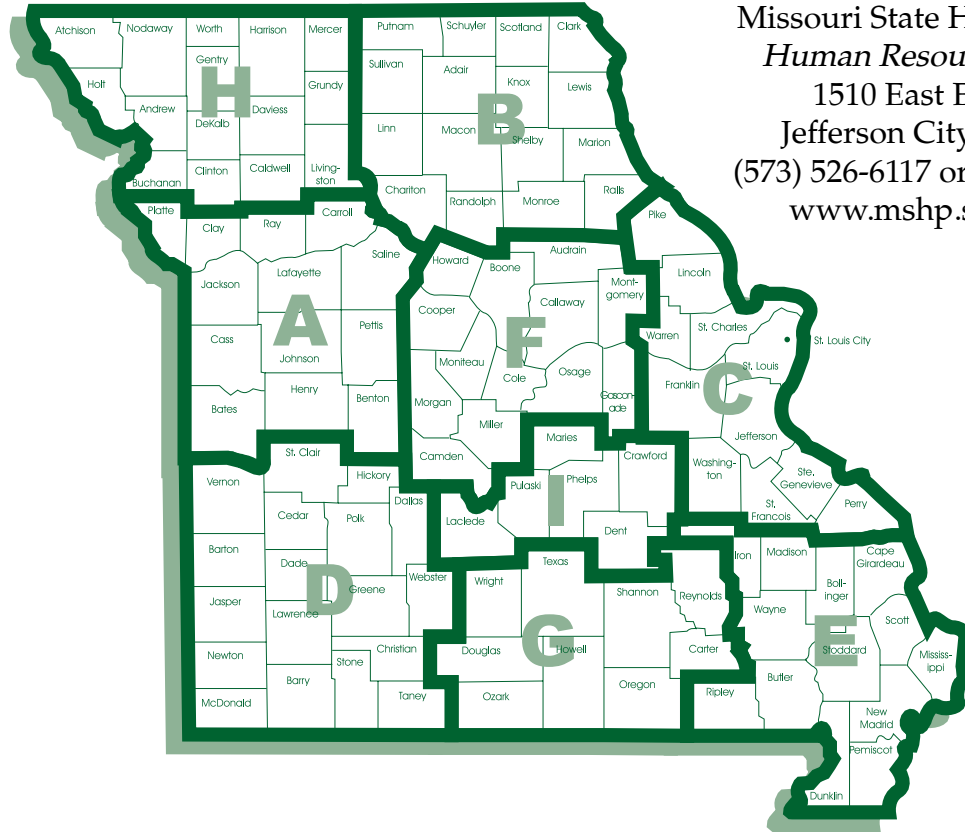 Missouri State H
Human Resou
1510 East E
Jefferson City
(573) 526-6117 or
www.mshp.s
Atchison
Nodaway
Worth
Harrison
Mercer
Putnam
Schuyler
Scotland
Clark
Holt
Gentry
Sullivan
Adair
Knox
Lewis
H
Grundy
Andrew
DeKalb
Daviess
Linn
Macon
B
Shelby
Marion
Buchanan
Clinton
Caldwell
Living-
ston
Chariton
Randolph
Monroe
Ralls
Platte
Clay
Ray
Carroll
Saline
Pike
Howard
Boone
Audrain
Jackson
Lafayette
Cooper
Callaway
Mont-
gomery
Lincoln
A
Cass
Johnson
Pettis
Moniteau
F
Cole
Osage
Warren
St. Charles
St. Louis City
St. Louis
Bates
Henry
Benton
Morgan
Miller
Gascon-
ade
Franklin
C
Jefferson
Camden
Maries
Crawford
Washing-
ton
Ste.
Genevieve
St.
Francois
Perry
Vernon
St. Clair
Hickory
Dallas
Laclede
Pulaski
Phelps
I
Dent
Cedar
Polk
Barton
Dade
Greene
Webster
Wright
Texas
Shannon
Reynolds
Iron
Madison
Cape
Girardeau
Boll-
inger
Jasper
Lawrence
D
Wayne
Scott
Newton
Christian
Douglas
G
Howell
Carter
E
Stoddard
Mississ-
ippi
McDonald
Barry
Stone
Taney
Ozark
Oregon
Ripley
Butler
New
Madrid
Pemiscot
Dunklin